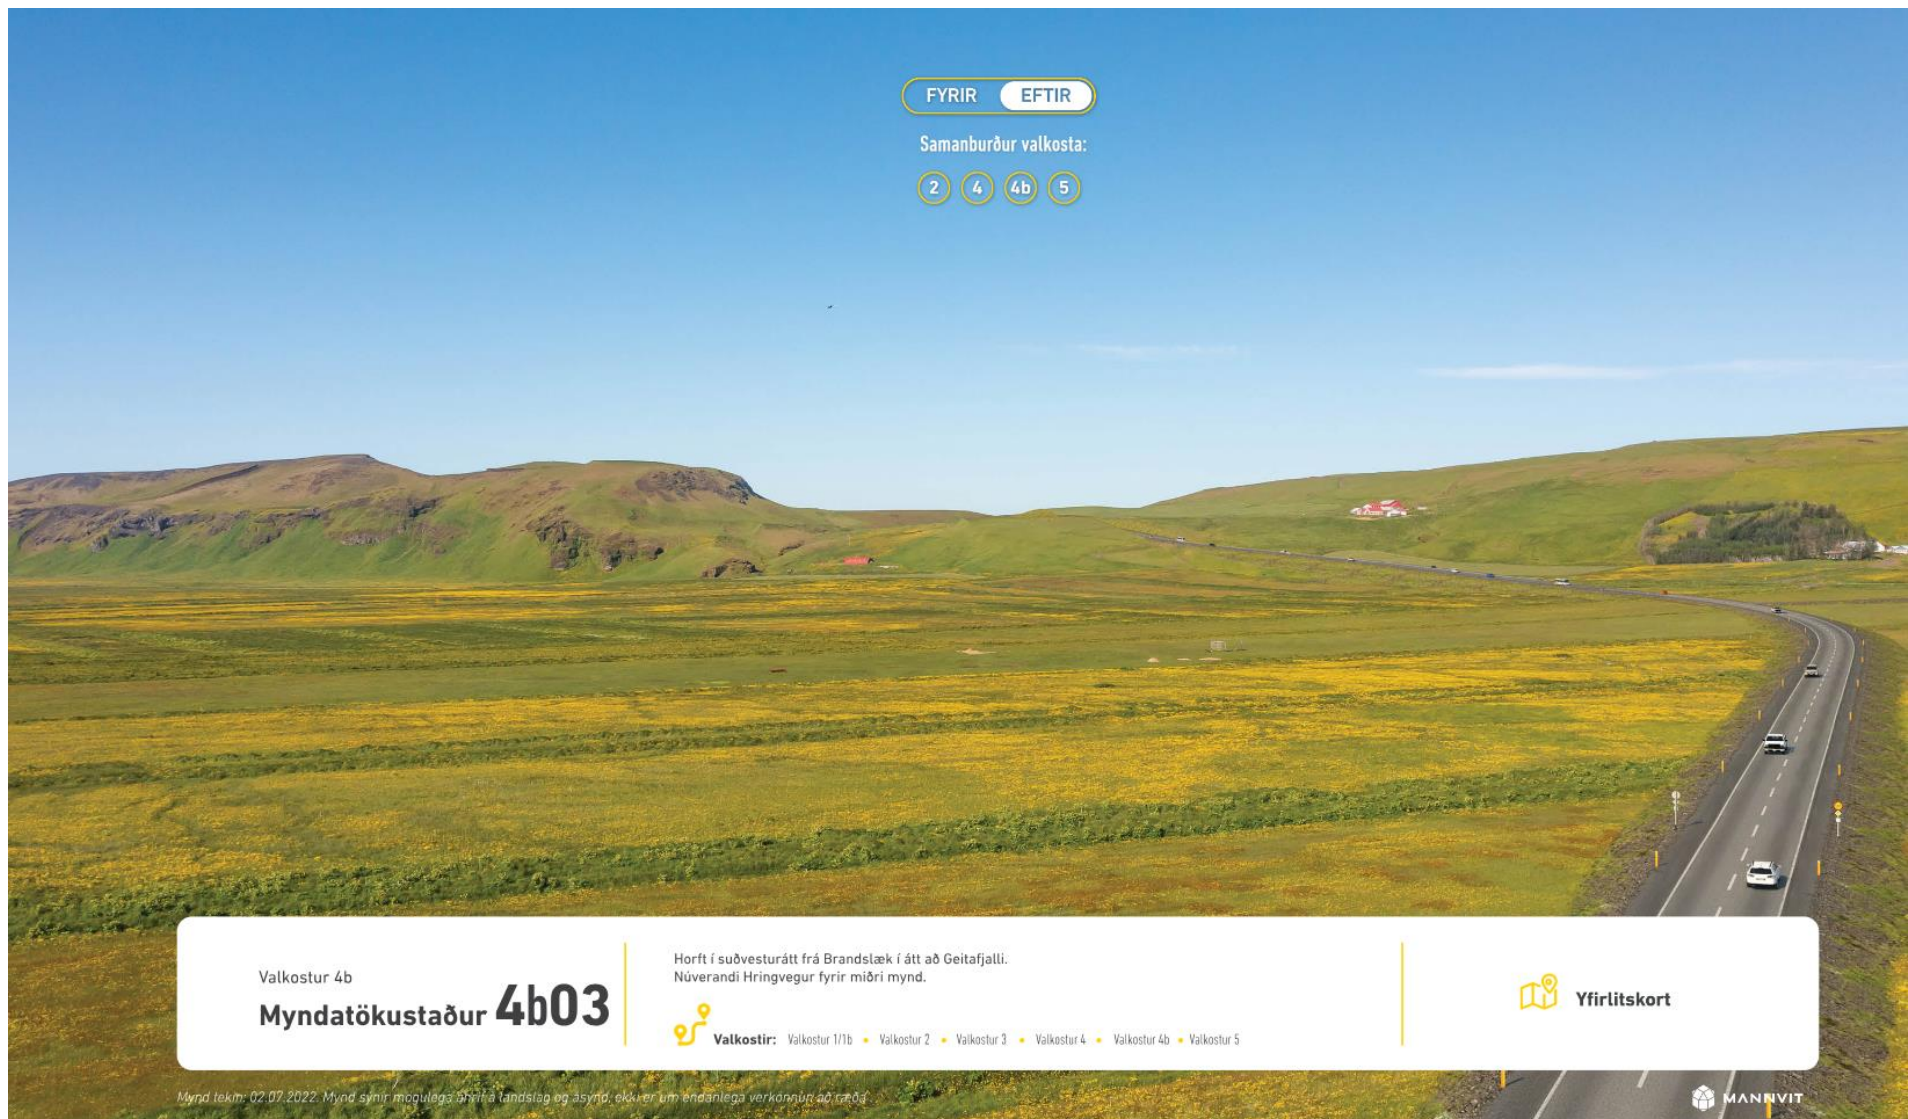 FYRIR EFTIR
Samanburður valkosta:
2 4 4b 5
Valkostur 4b
Myndatökustaður 4b03
Horft í suðvesturátt frá Brandslæk í átt að Geitafjalli.
Núverandi Hringvegur fyrir miðri mynd.
Valkostir: Valkostur 1/1b • Valkostur 2 • Valkostur 3 • Valkostur 4 • Valkostur 4b • Valkostur 5
Yfirlitskort
Mynd tekin: 02.07.2022. Mynd sýnir mögulega áhrif á landslag og ásýnd, ekki er um endanlega verkönnun að ræða
MANNVIT